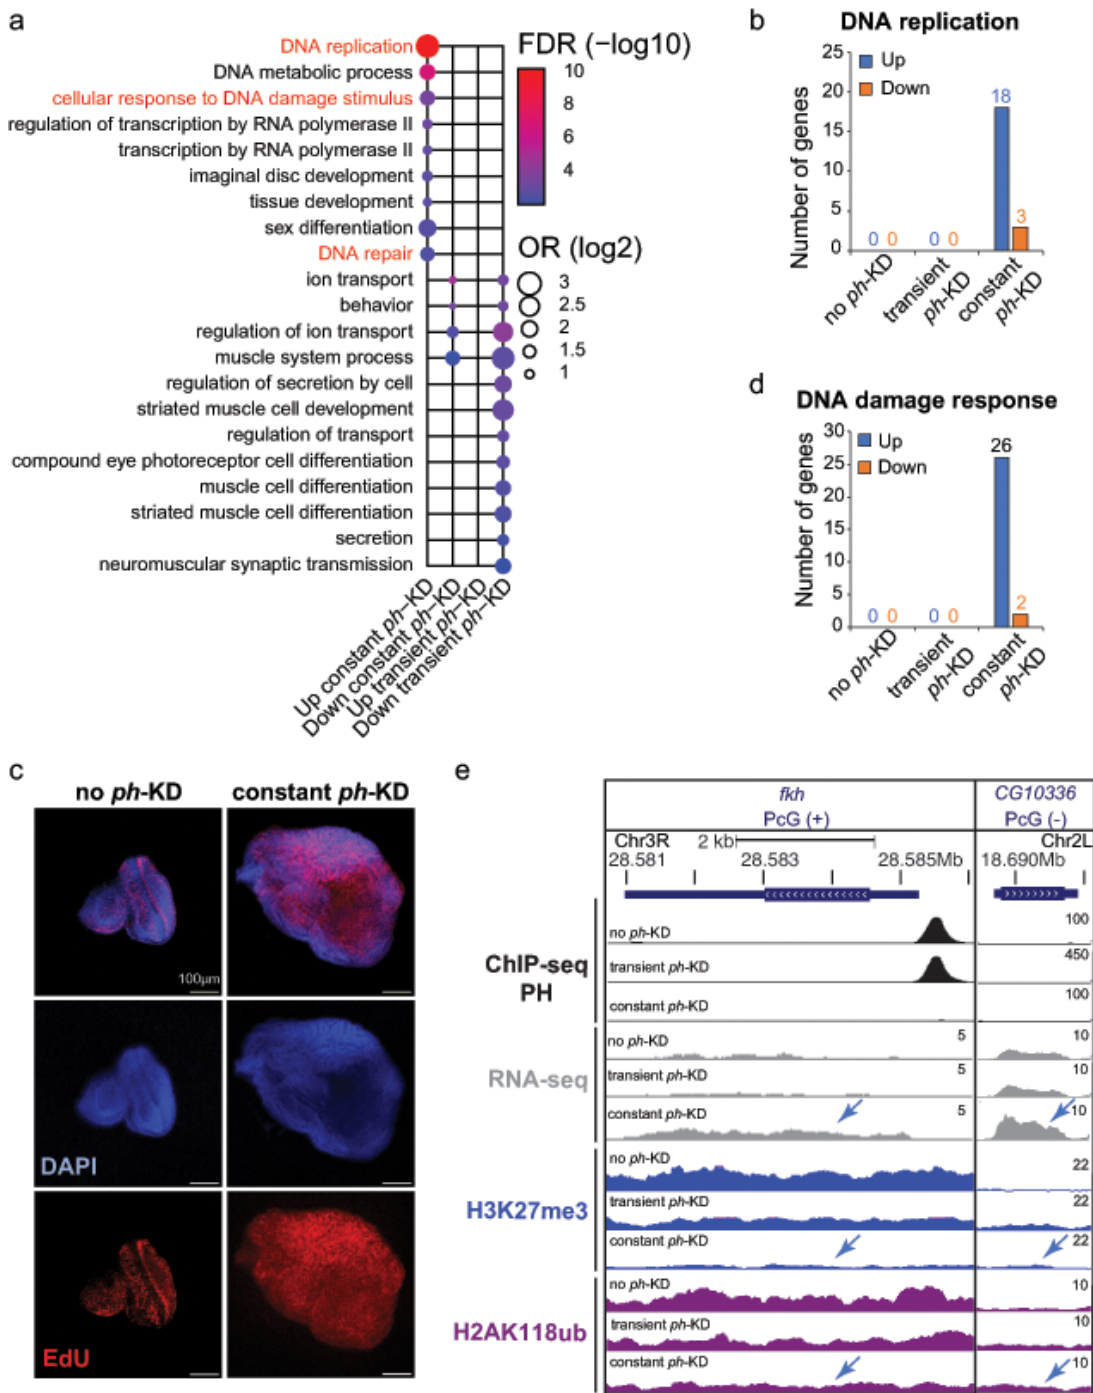 a
DNA replication
DNA metabolic process
cellular response to DNA damage stimulus
regulation of transcription by RNA polymerase II
transcription by RNA polymerase II
imaginal disc development
tissue development
sex differentiation
DNA repair
ion transport
behavior
regulation of ion transport
muscle system process
regulation of secretion by cell
striated muscle cell development
regulation of transport
compound eye photoreceptor cell differentiation
muscle cell differentiation
striated muscle cell differentiation
secretion
neuromuscular synaptic transmission
Up constant ph-KD
Down constant ph-KD
Up transient ph-KD
Down transient ph-KD
FDR (−log10)
10
8
6
4
OR (log2)
3
2.5
2
1.5
1
b
DNA replication
Number of genes
25
20
15
10
5
0
Up
Down
0 0
0 0
18
3
no ph-KD
transient ph-KD
constant ph-KD
d
DNA damage response
Number of genes
30
25
20
15
10
5
0
Up
Down
0 0
0 0
26
2
no ph-KD
transient ph-KD
constant ph-KD
c
no ph-KD
constant ph-KD
100μm
DAPI
EdU
e
fkh
PcG (+)
CG10336
PcG (-)
Chr3R
2 kb
Chr2L
28.581
28.583
28.585Mb
18.690Mb
ChIP-seq
PH
no ph-KD
100
transient ph-KD
450
constant ph-KD
100
RNA-seq
no ph-KD
5
10
transient ph-KD
5
10
constant ph-KD
5
10
H3K27me3
no ph-KD
22
transient ph-KD
22
constant ph-KD
22
H2AK118ub
no ph-KD
10
transient ph-KD
10
constant ph-KD
10